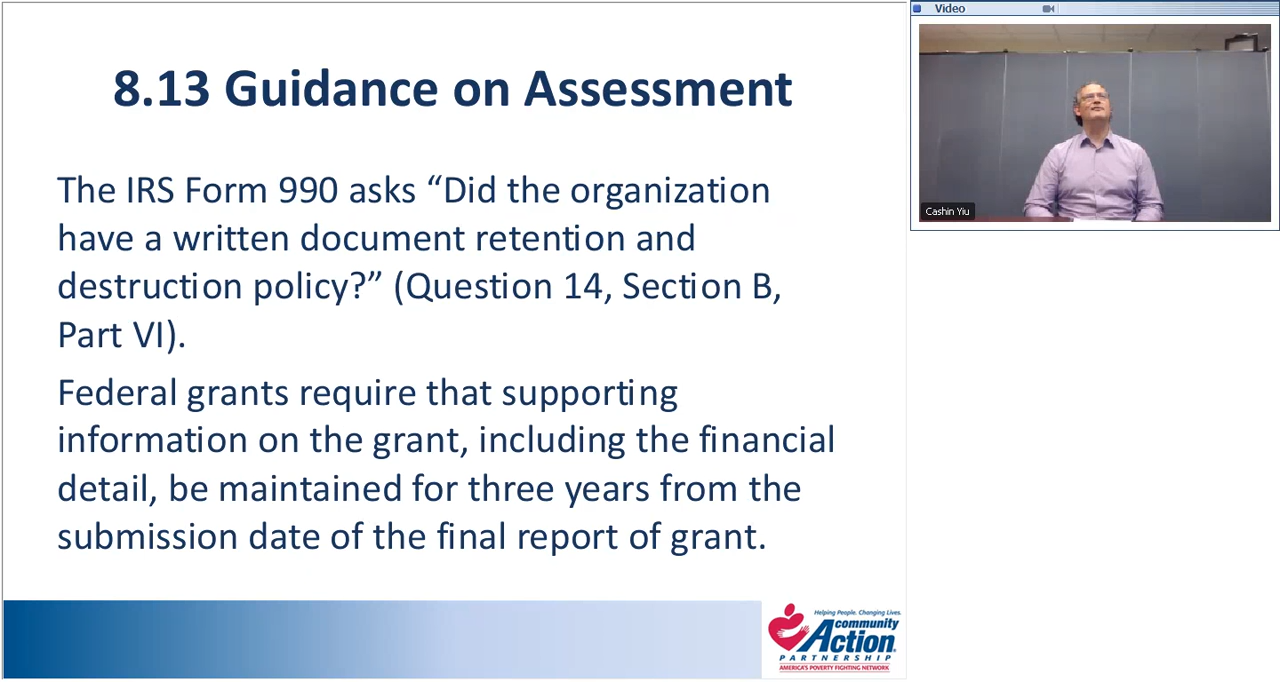 8.13 Guidance on Assessment
The IRS Form 990 asks “Did the organization
have a written document retention and
destruction policy?” (Question 14, Section B,
Part VI).
Federal grants require that supporting
information on the grant, including the financial
detail, be maintained for three years from the
submission date of the final report of grant.
Helping People. Changing Lives.
community
Action
PARTNERSHIP
AMERICA'S POVERTY FIGHTING NETWORK
Video
Cashin Yiu